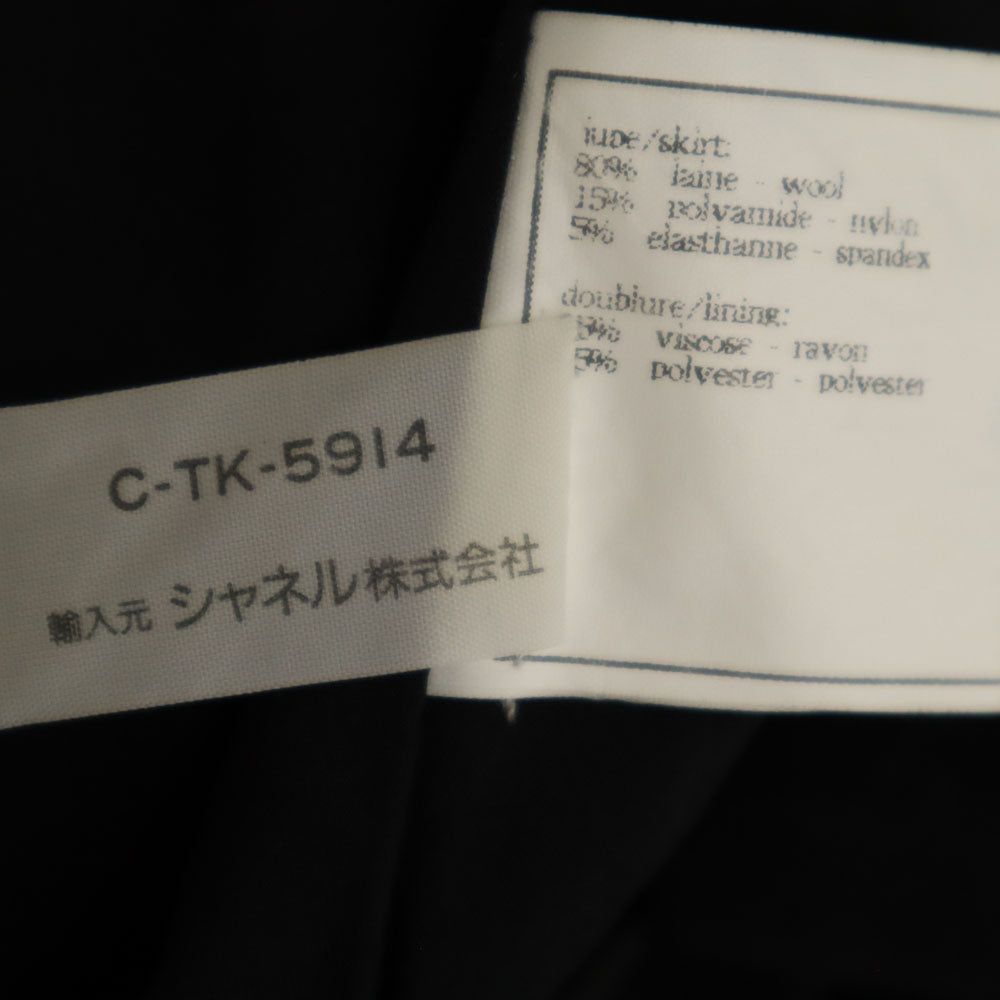 jupe/skirt:
80% laine - wool
15% polyamide - nylon
5% elasthanne - spandex
doublure/lining:
viscose - rayon
5% polyester - polyester
C-TK-5914
輸入元 シャネル株式会社